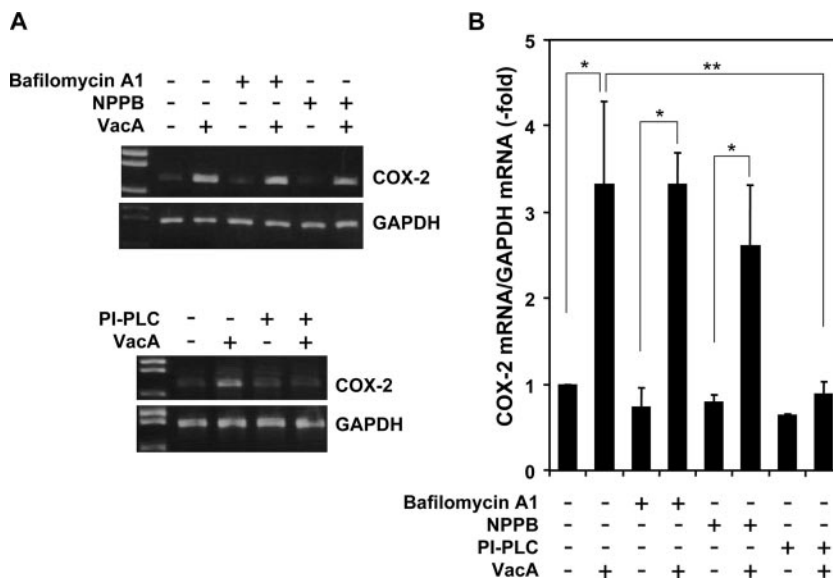 A
Bafilomycin A1 - - + + - -
NPPB - - - - + +
VacA - + - + - +
COX-2
GAPDH
PI-PLC - - + +
VacA - + - +
COX-2
GAPDH
B
COX-2 mRNA/GAPDH mRNA (-fold)
5
4
3
2
1
0
* ** * *
Bafilomycin A1 - - + + - - - -
NPPB - - - - + + - -
PI-PLC - - - - - - + +
VacA - + - + - + - +